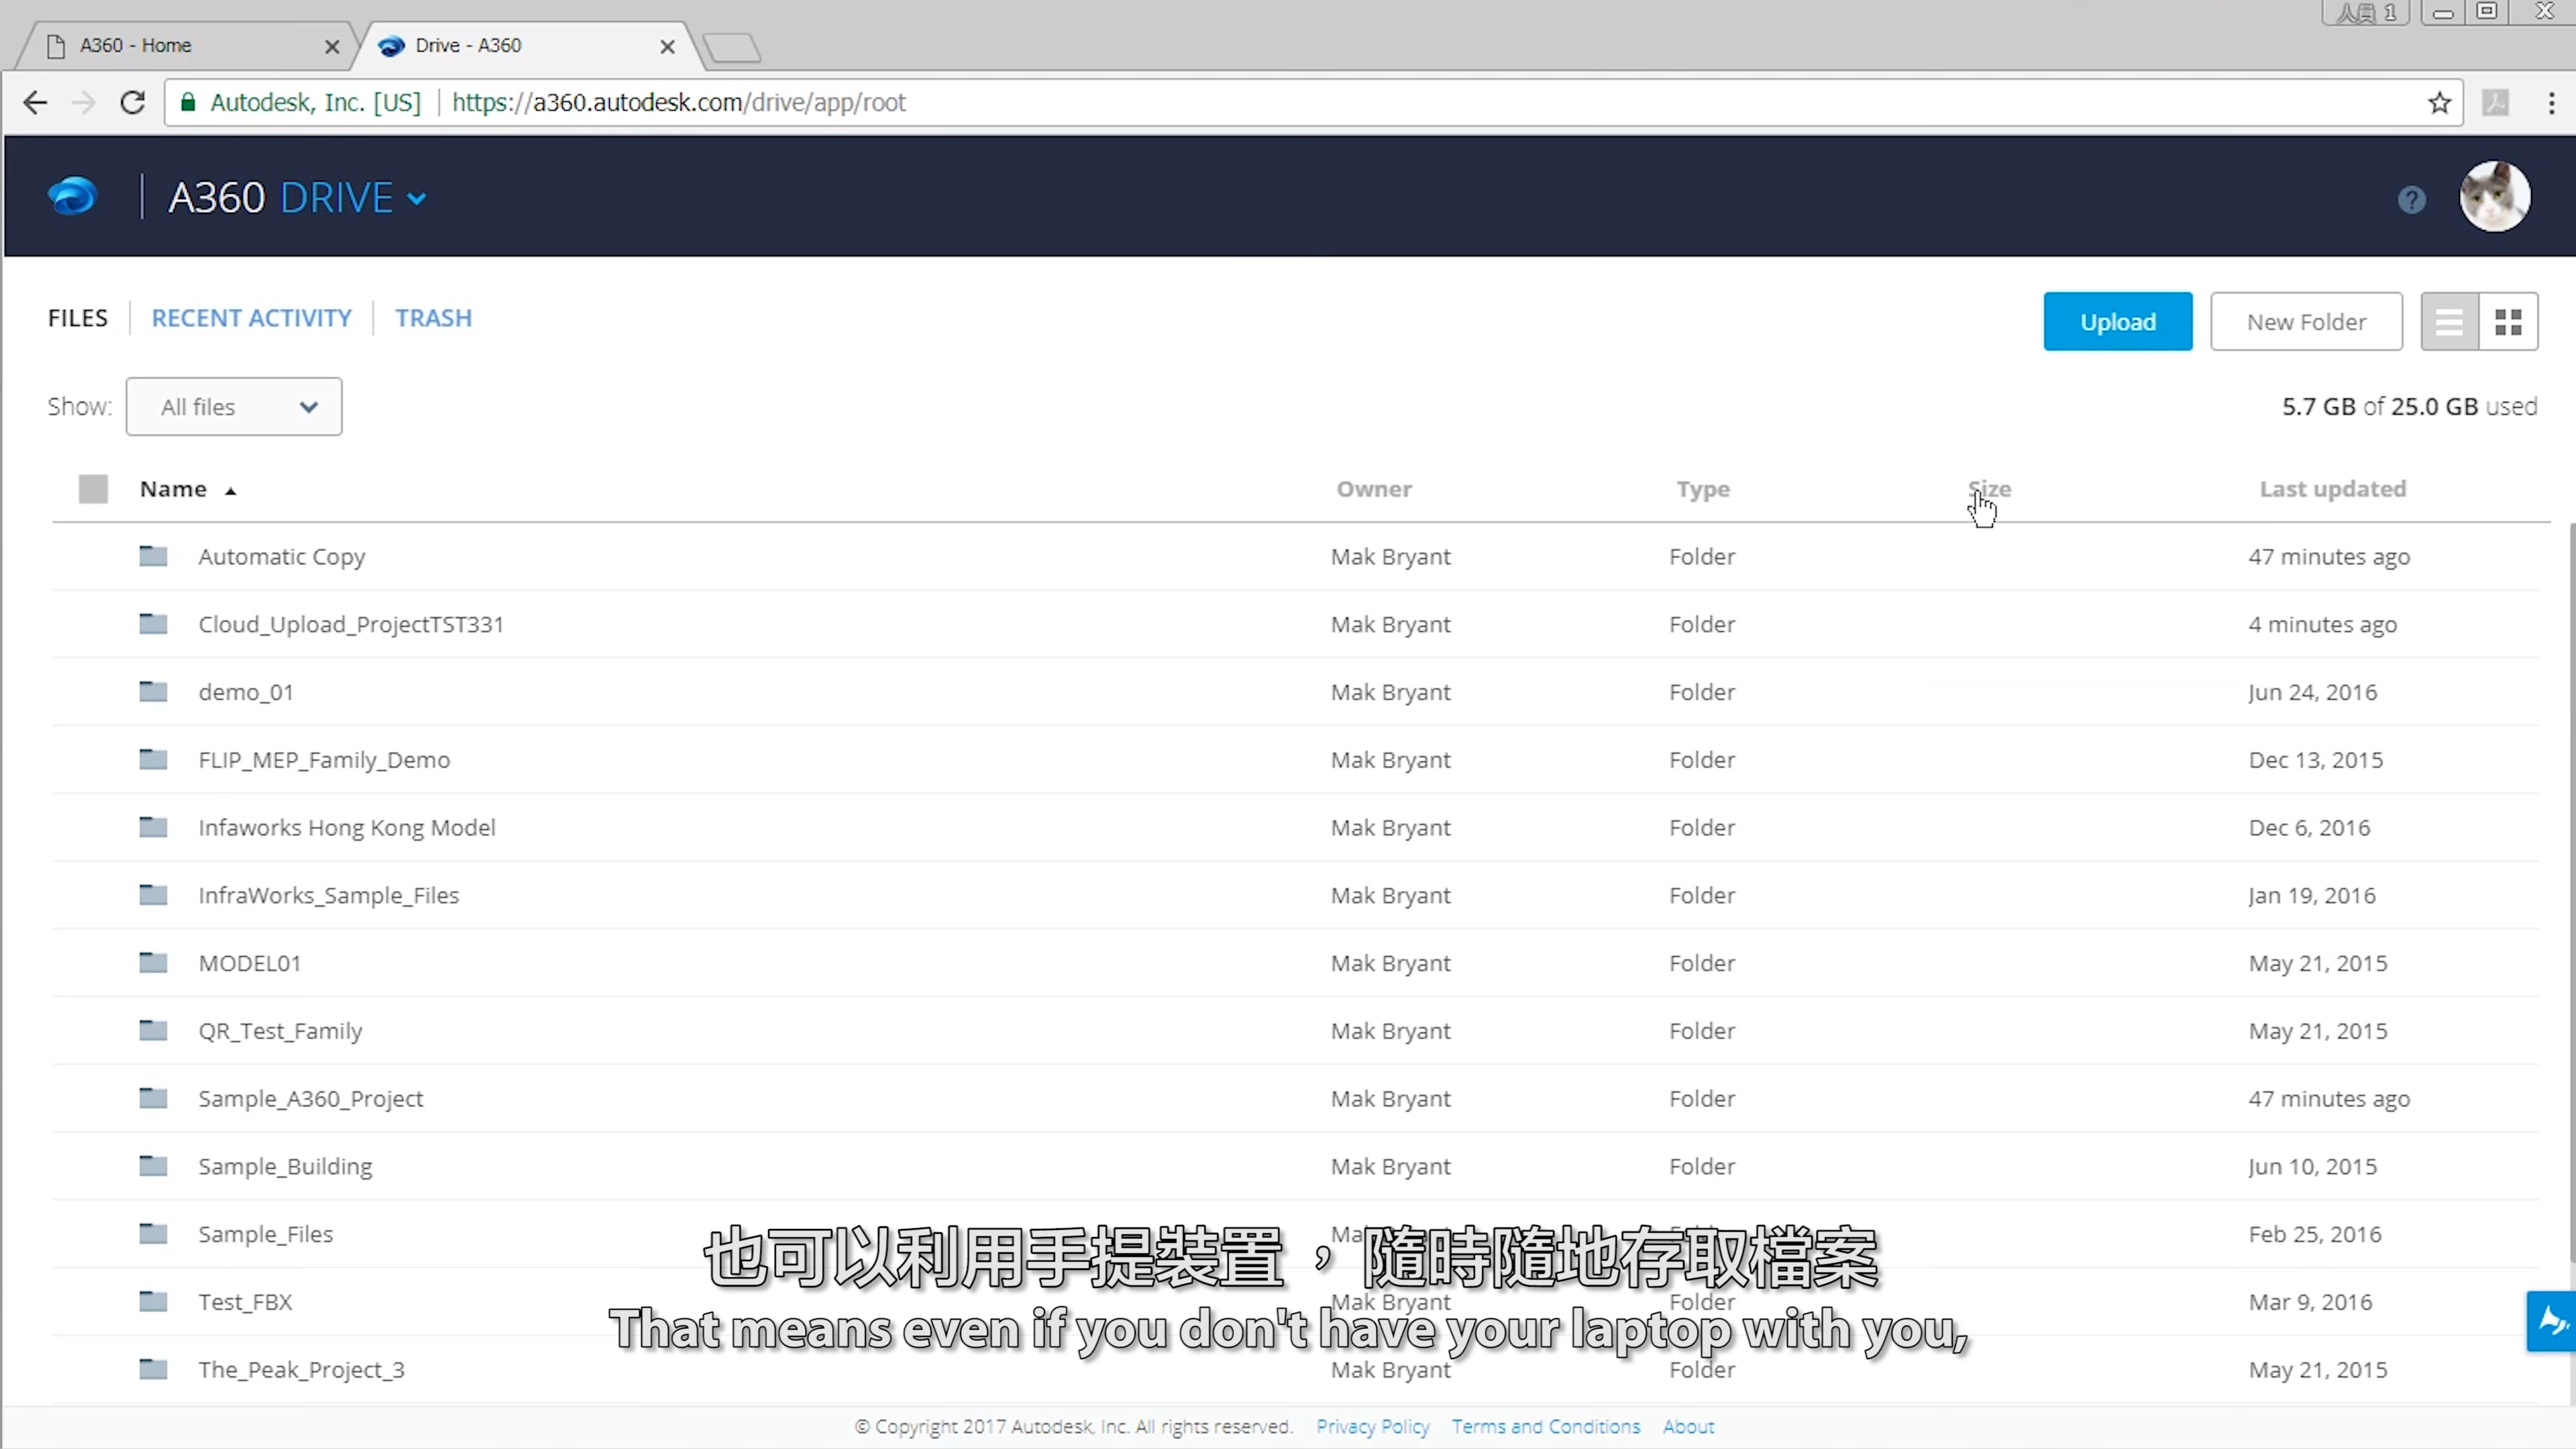 人員 1
A360 - Home
Drive - A360
Autodesk, Inc. [US] https://a360.autodesk.com/drive/app/root
A360 DRIVE
FILES RECENT ACTIVITY TRASH
Upload New Folder
Show: All files
5.7 GB of 25.0 GB used
Name Owner Type Size Last updated
Automatic Copy Mak Bryant Folder 47 minutes ago
Cloud_Upload_ProjectTST331 Mak Bryant Folder 4 minutes ago
demo_01 Mak Bryant Folder Jun 24, 2016
FLIP_MEP_Family_Demo Mak Bryant Folder Dec 13, 2015
Infaworks Hong Kong Model Mak Bryant Folder Dec 6, 2016
InfraWorks_Sample_Files Mak Bryant Folder Jan 19, 2016
MODEL01 Mak Bryant Folder May 21, 2015
QR_Test_Family Mak Bryant Folder May 21, 2015
Sample_A360_Project Mak Bryant Folder 47 minutes ago
Sample_Building Mak Bryant Folder Jun 10, 2015
Sample_Files Feb 25, 2016
也可以利用手提裝置，隨時隨地存取檔案
Test_FBX Mak Bryant Folder Mar 9, 2016
That means even if you don't have your laptop with you,
The_Peak_Project_3 Mak Bryant Folder May 21, 2015
© Copyright 2017 Autodesk, Inc. All rights reserved. Privacy Policy Terms and Conditions About